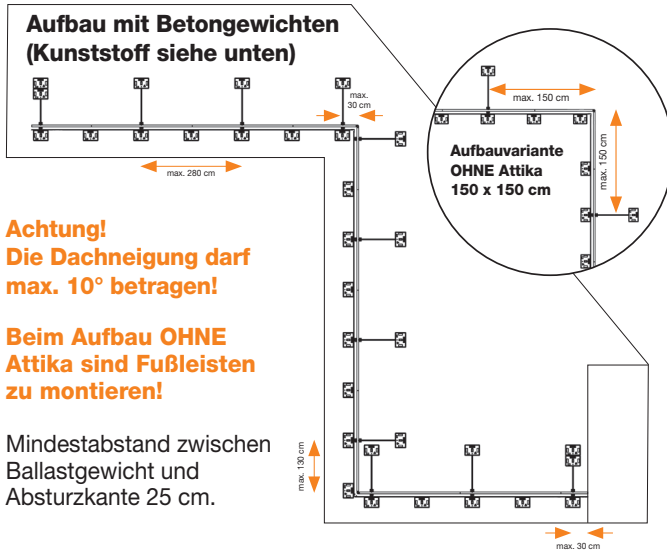 Aufbau mit Betongewichten
(Kunststoff siehe unten)
max.
30 cm
max. 280 cm
max. 150 cm
max. 150 cm
Aufbauvariante
OHNE Attika
150 x 150 cm
Achtung!
Die Dachneigung darf
max. 10° betragen!
Beim Aufbau OHNE
Attika sind Fußleisten
zu montieren!
Mindestabstand zwischen
Ballastgewicht und
Absturzkante 25 cm.
max. 130 cm
max. 30 cm